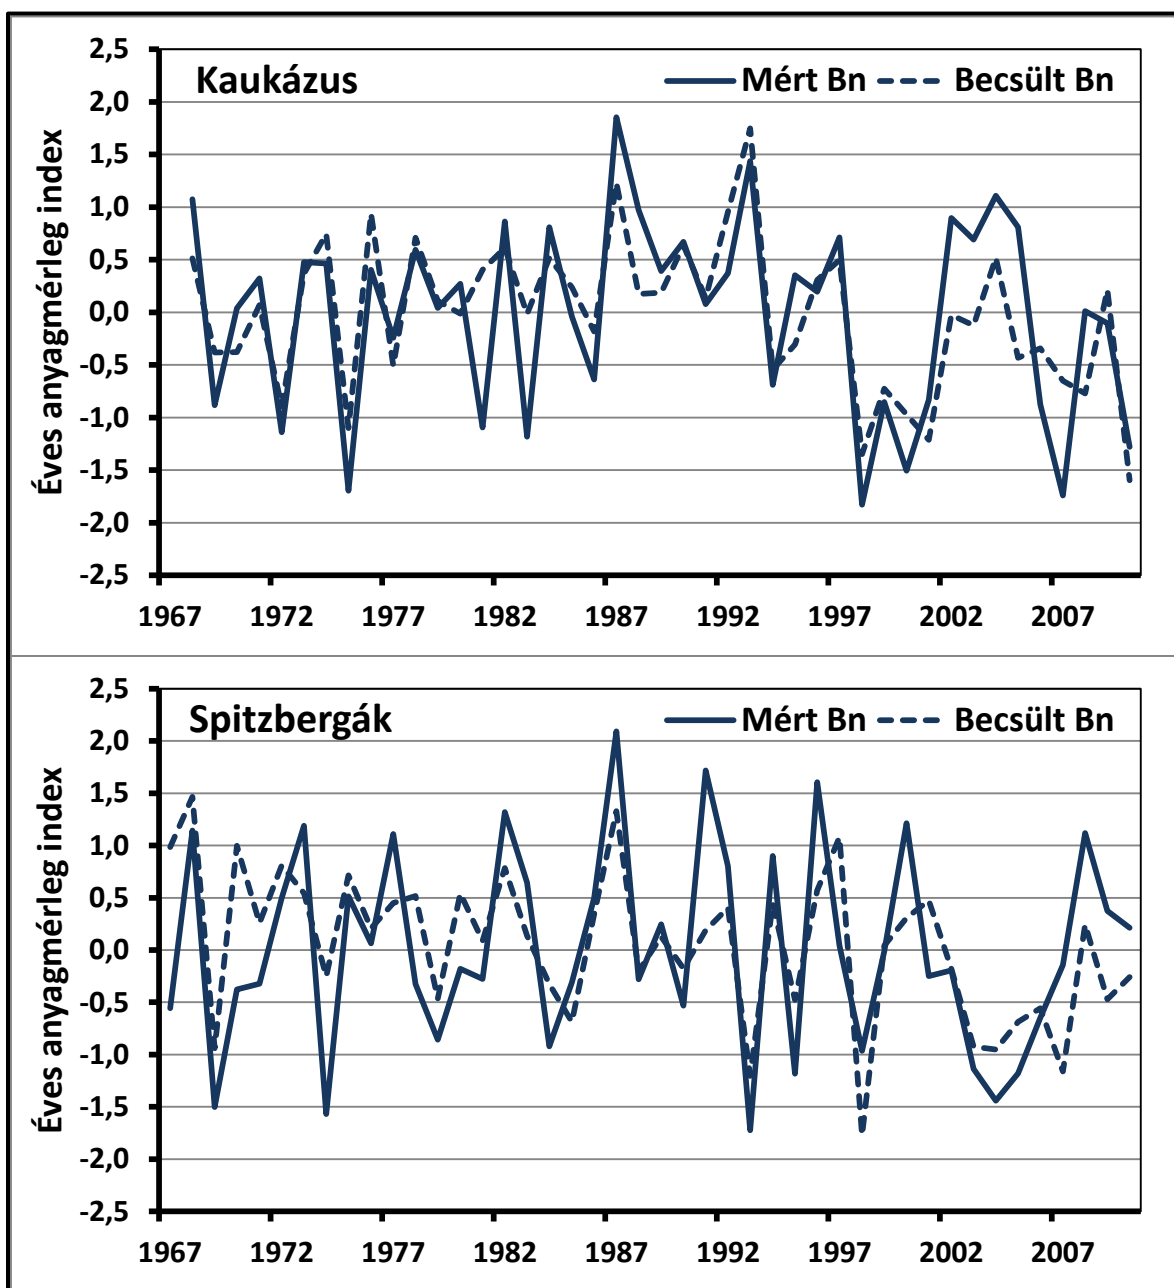 Kaukázus
Mért Bn
Becsült Bn
Éves anyagmérleg index
2,5
2,0
1,5
1,0
0,5
0,0
-0,5
-1,0
-1,5
-2,0
-2,5
1967 1972 1977 1982 1987 1992 1997 2002 2007
Spitzbergák
Mért Bn
Becsült Bn
Éves anyagmérleg index
2,5
2,0
1,5
1,0
0,5
0,0
-0,5
-1,0
-1,5
-2,0
-2,5
1967 1972 1977 1982 1987 1992 1997 2002 2007